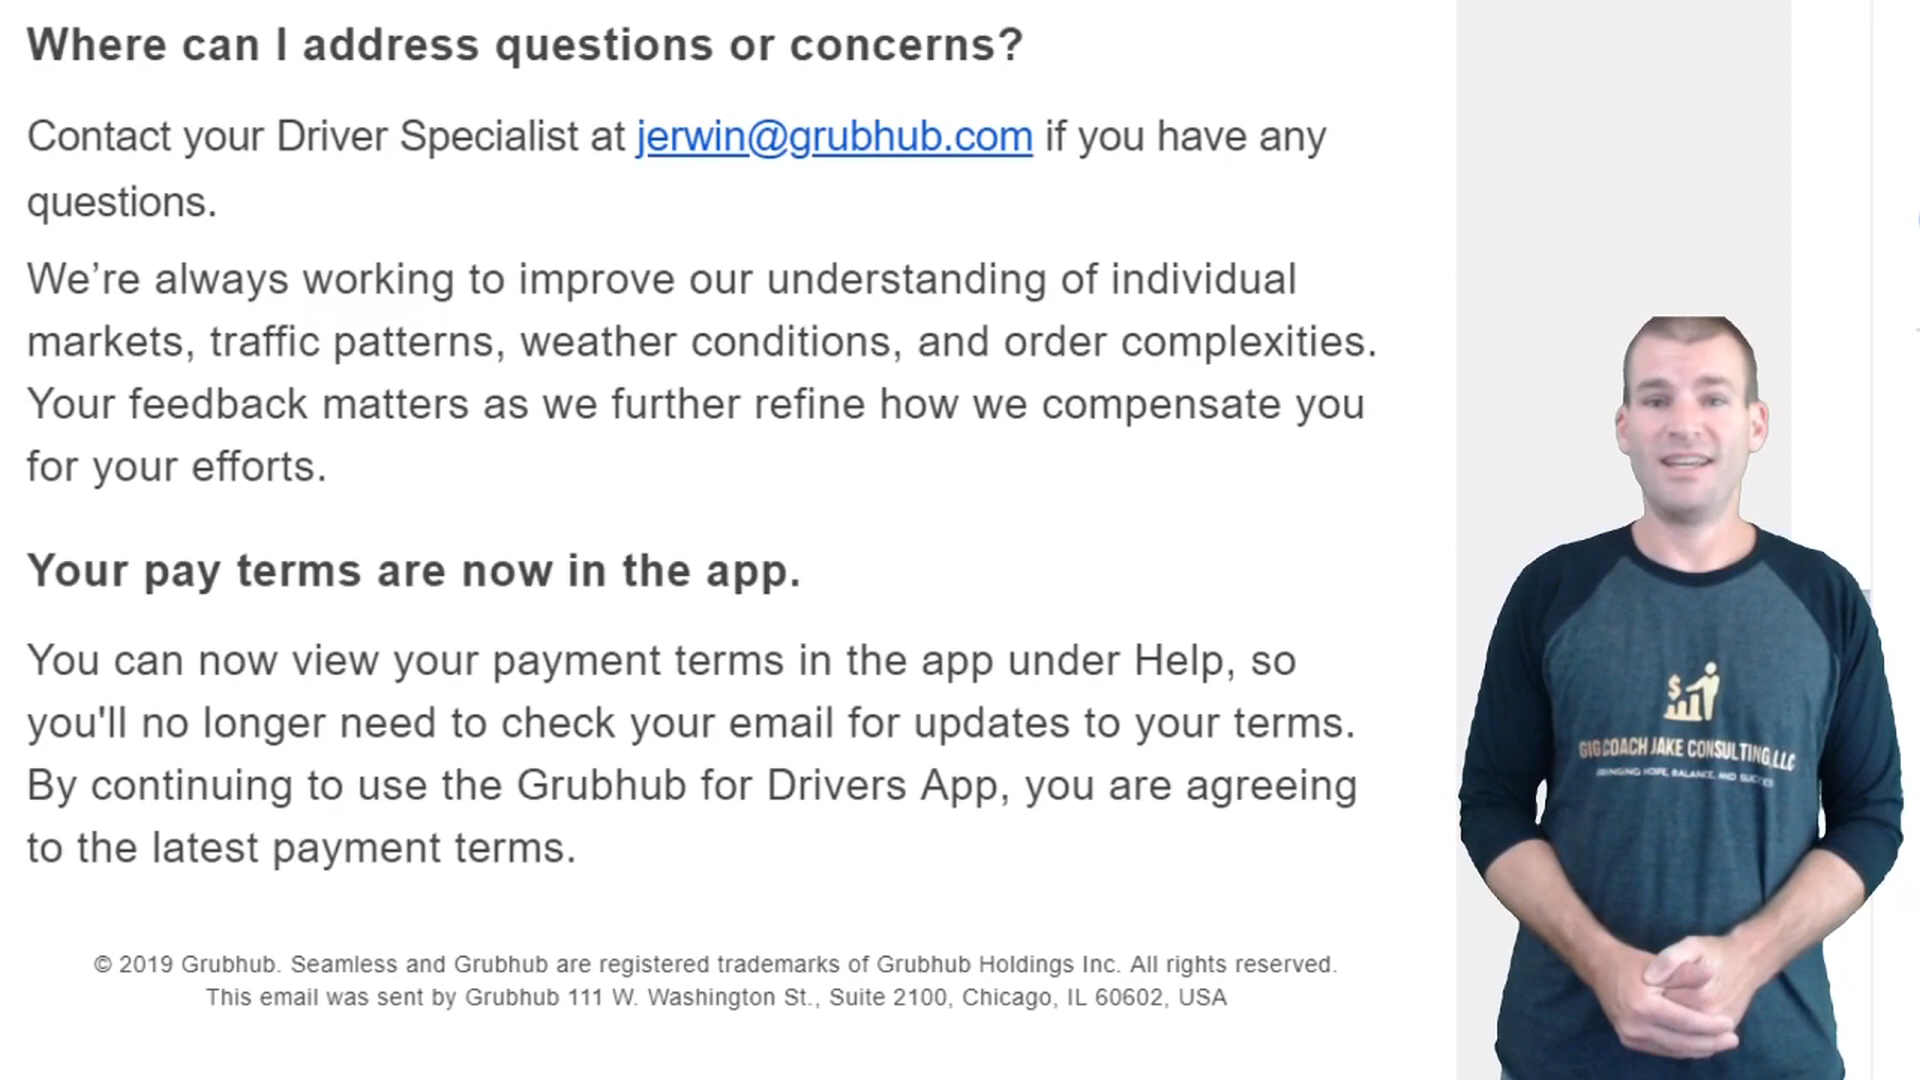 Where can I address questions or concerns?
Contact your Driver Specialist at jerwin@grubhub.com if you have any
questions.
We’re always working to improve our understanding of individual
markets, traffic patterns, weather conditions, and order complexities.
Your feedback matters as we further refine how we compensate you
for your efforts.
Your pay terms are now in the app.
You can now view your payment terms in the app under Help, so
you'll no longer need to check your email for updates to your terms.
By continuing to use the Grubhub for Drivers App, you are agreeing
to the latest payment terms.
© 2019 Grubhub. Seamless and Grubhub are registered trademarks of Grubhub Holdings Inc. All rights reserved.
This email was sent by Grubhub 111 W. Washington St., Suite 2100, Chicago, IL 60602, USA
$
GIG COACH JAKE CONSULTING, LLC
BRINGING HOPE, BALANCE, AND